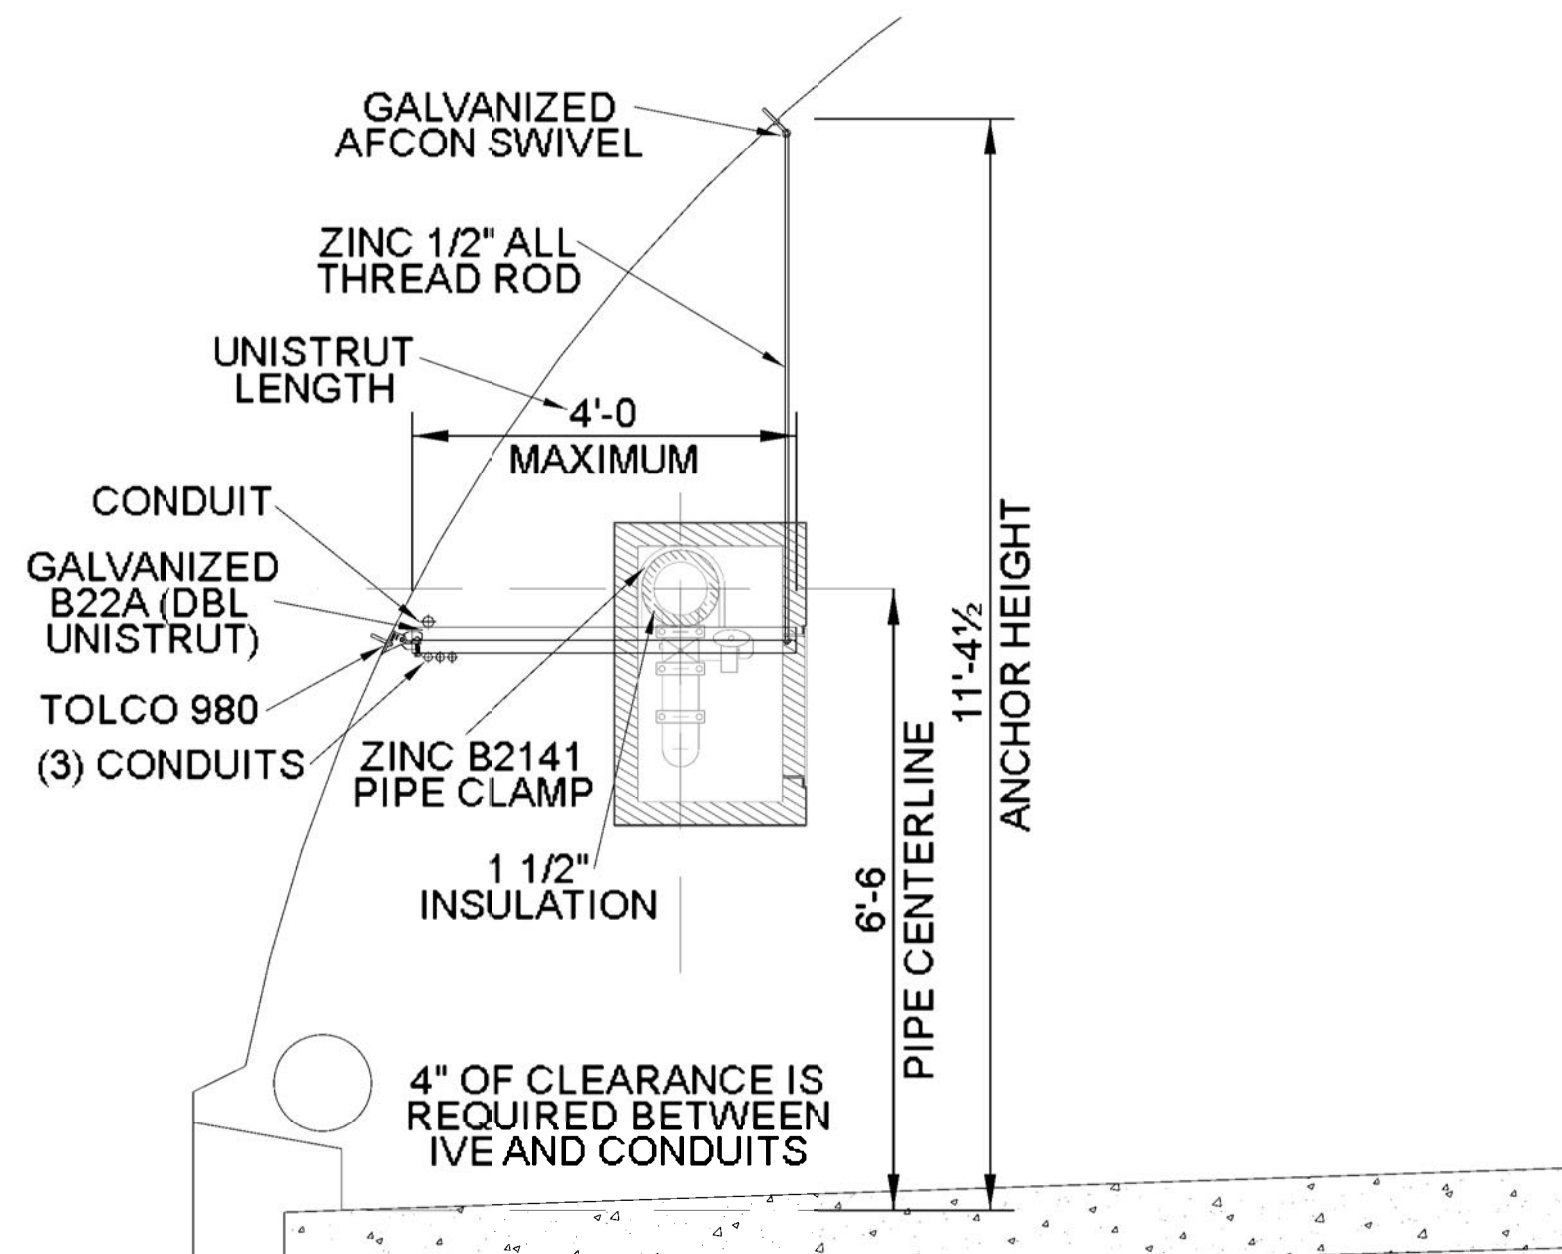 GALVANIZED
AFCON SWIVEL
ZINC 1/2" ALL
THREAD ROD
UNISTRUT
LENGTH
4'-0
MAXIMUM
CONDUIT
GALVANIZED
B22A (DBL
UNISTRUT)
TOLCO 980
(3) CONDUITS
ZINC B2141
PIPE CLAMP
1 1/2"
INSULATION
6'-6
PIPE CENTERLINE
11'-4½
ANCHOR HEIGHT
4" OF CLEARANCE IS
REQUIRED BETWEEN
IVE AND CONDUITS